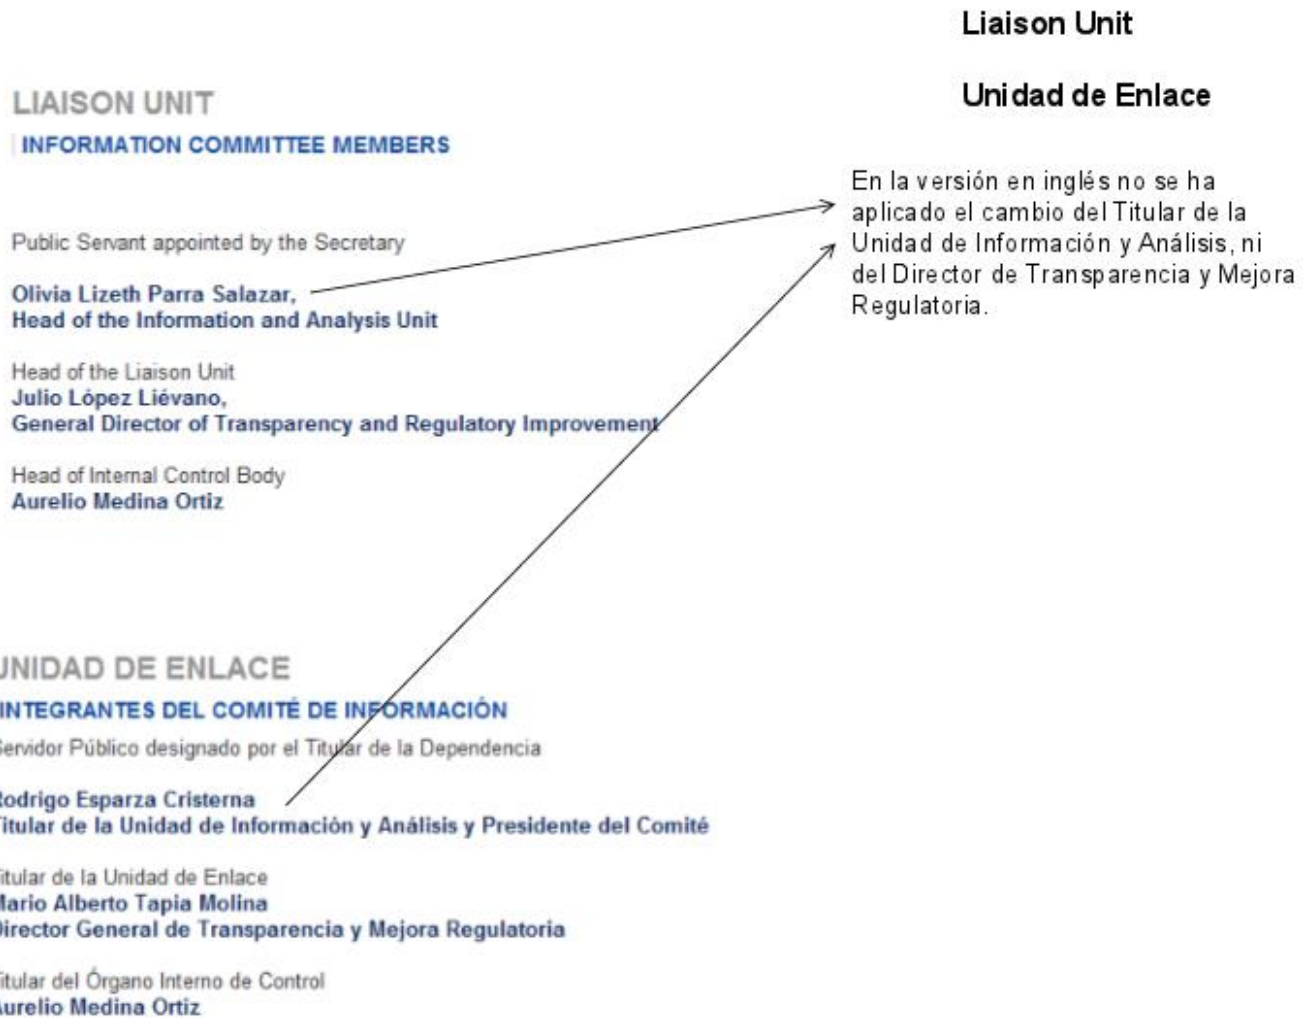 Liaison Unit
Unidad de Enlace
LIAISON UNIT
INFORMATION COMMITTEE MEMBERS
Public Servant appointed by the Secretary
Olivia Lizeth Parra Salazar,
Head of the Information and Analysis Unit
Head of the Liaison Unit
Julio López Liévano,
General Director of Transparency and Regulatory Improvement
Head of Internal Control Body
Aurelio Medina Ortiz
En la versión en inglés no se ha
aplicado el cambio del Titular de la
Unidad de Información y Análisis, ni
del Director de Transparencia y Mejora
Regulatoria.
UNIDAD DE ENLACE
INTEGRANTES DEL COMITÉ DE INFORMACIÓN
Servidor Público designado por el Titular de la Dependencia
Rodrigo Esparza Cristerna
Titular de la Unidad de Información y Análisis y Presidente del Comité
Titular de la Unidad de Enlace
Mario Alberto Tapia Molina
Director General de Transparencia y Mejora Regulatoria
Titular del Órgano Interno de Control
Aurelio Medina Ortiz